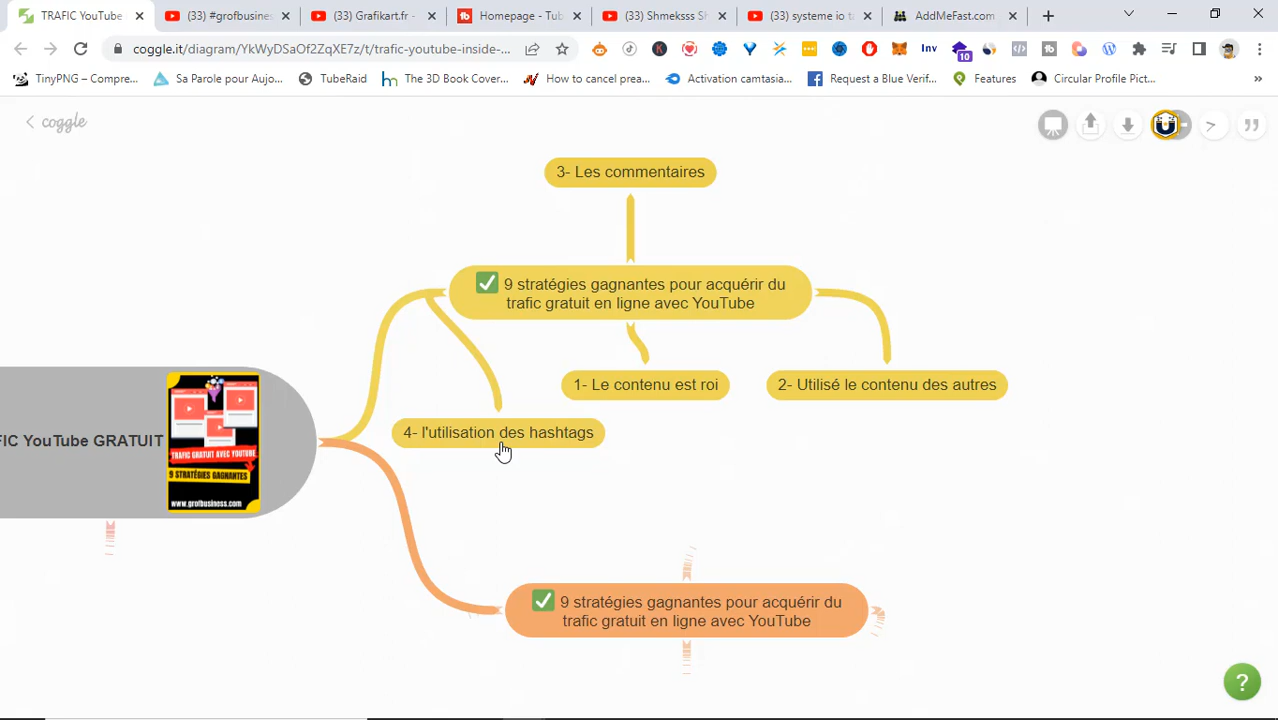 TRAFIC YouTube
(33) #grofbusines
(33) Grafikart.fr -
Homepage - Tub
(33) Shmeksss S
(33) systeme io t
AddMeFast.com
coggle.it/diagram/YkWyDSaOf2ZqXE7z/t/trafic-youtube-inside-...
Inv
10
TinyPNG – Compre...
Sa Parole pour Aujo...
TubeRaid
The 3D Book Cover...
How to cancel prea...
Activation camtasia...
Request a Blue Verif...
Features
Circular Profile Pict...
»
coggle
3- Les commentaires
9 stratégies gagnantes pour acquérir du
trafic gratuit en ligne avec YouTube
1- Le contenu est roi
2- Utilisé le contenu des autres
4- l'utilisation des hashtags
FIC YouTube GRATUIT
TRAFIC GRATUIT AVEC YOUTUBE
9 STRATÉGIES GAGNANTES
www.grofbusiness.com
9 stratégies gagnantes pour acquérir du
trafic gratuit en ligne avec YouTube
?